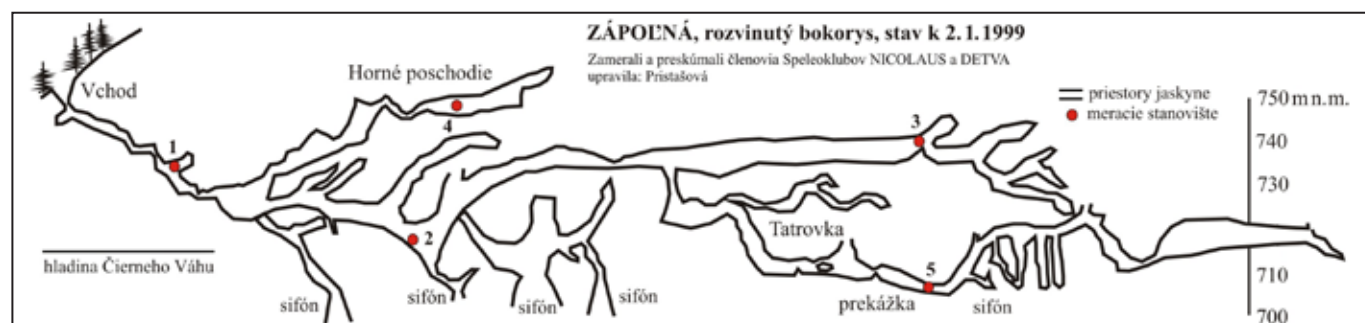 ZÁPOĽNÁ, rozvinutý bokorys, stav k 2.1.1999
Zamerali a preskúmali členovia Speleoklubov NICOLAUS a DETVA
upravila: Pristašová
Vchod
Horné poschodie
priestory jaskyne
meracie stanovište
750 m n.m.
740
730
710
700
1
4
3
2
5
Tatrovka
hladina Čierneho Váhu
sifón
sifón
sifón
sifón
prekážka
sifón